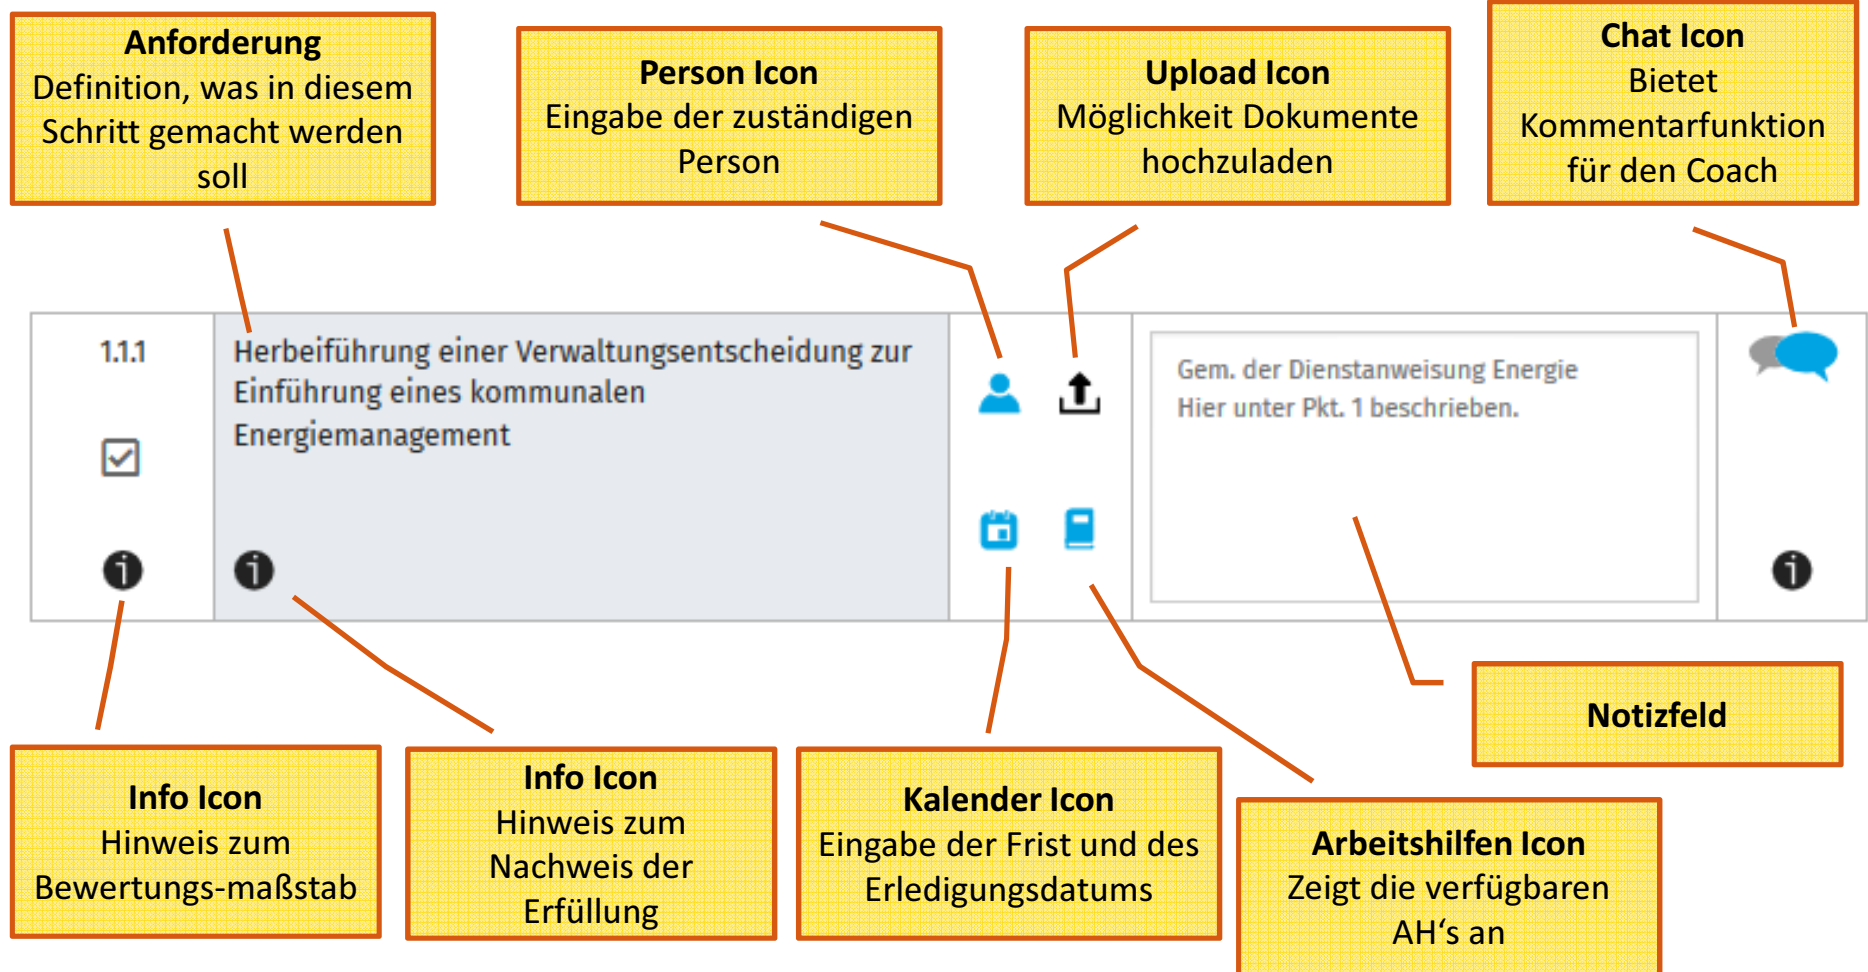 Anforderung
Definition, was in diesem
Schritt gemacht werden
soll
Person Icon
Eingabe der zuständigen
Person
Upload Icon
Möglichkeit Dokumente
hochzuladen
Chat Icon
Bietet
Kommentarfunktion
für den Coach
1.1.1
Herbeiführung einer Verwaltungsentscheidung zur
Einführung eines kommunalen
Energiemanagement
Gem. der Dienstanweisung Energie
Hier unter Pkt. 1 beschrieben.
Notizfeld
Info Icon
Hinweis zum
Bewertungs-maßstab
Info Icon
Hinweis zum
Nachweis der
Erfüllung
Kalender Icon
Eingabe der Frist und des
Erledigungsdatums
Arbeitshilfen Icon
Zeigt die verfügbaren
AH‘s an